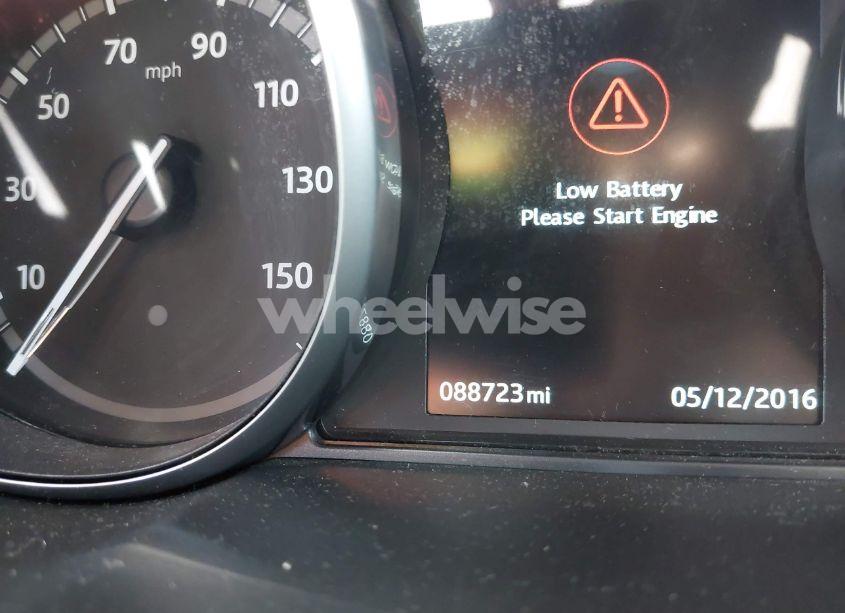 70
90
mph
50
110
30
130
10
150
Low Battery
Please Start Engine
wheelwise
088723mi
05/12/2016